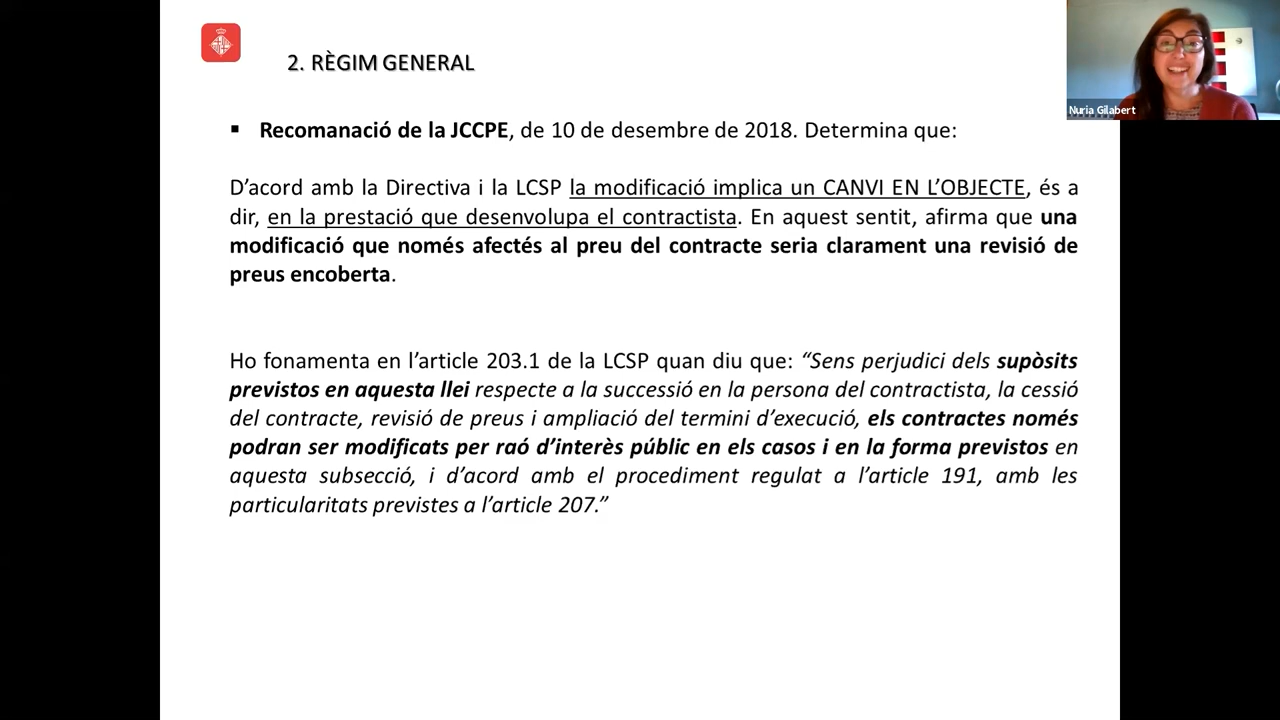 2. RÈGIM GENERAL
Nuria Gilabert
▪ Recomanació de la JCCPE, de 10 de desembre de 2018. Determina que:
D’acord amb la Directiva i la LCSP la modificació implica un CANVI EN L’OBJECTE, és a
dir, en la prestació que desenvolupa el contractista. En aquest sentit, afirma que una
modificació que només afectés al preu del contracte seria clarament una revisió de
preus encoberta.
Ho fonamenta en l’article 203.1 de la LCSP quan diu que: “Sens perjudici dels supòsits
previstos en aquesta llei respecte a la successió en la persona del contractista, la cessió
del contracte, revisió de preus i ampliació del termini d’execució, els contractes només
podran ser modificats per raó d’interès públic en els casos i en la forma previstos en
aquesta subsecció, i d’acord amb el procediment regulat a l’article 191, amb les
particularitats previstes a l’article 207.”